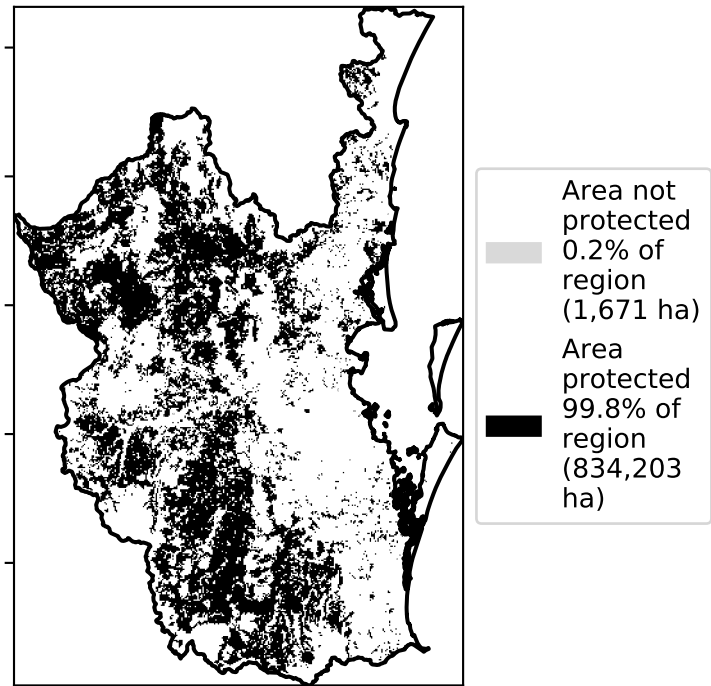 Area not
protected
0.2% of
region
(1,671 ha)
Area
protected
99.8% of
region
(834,203
ha)